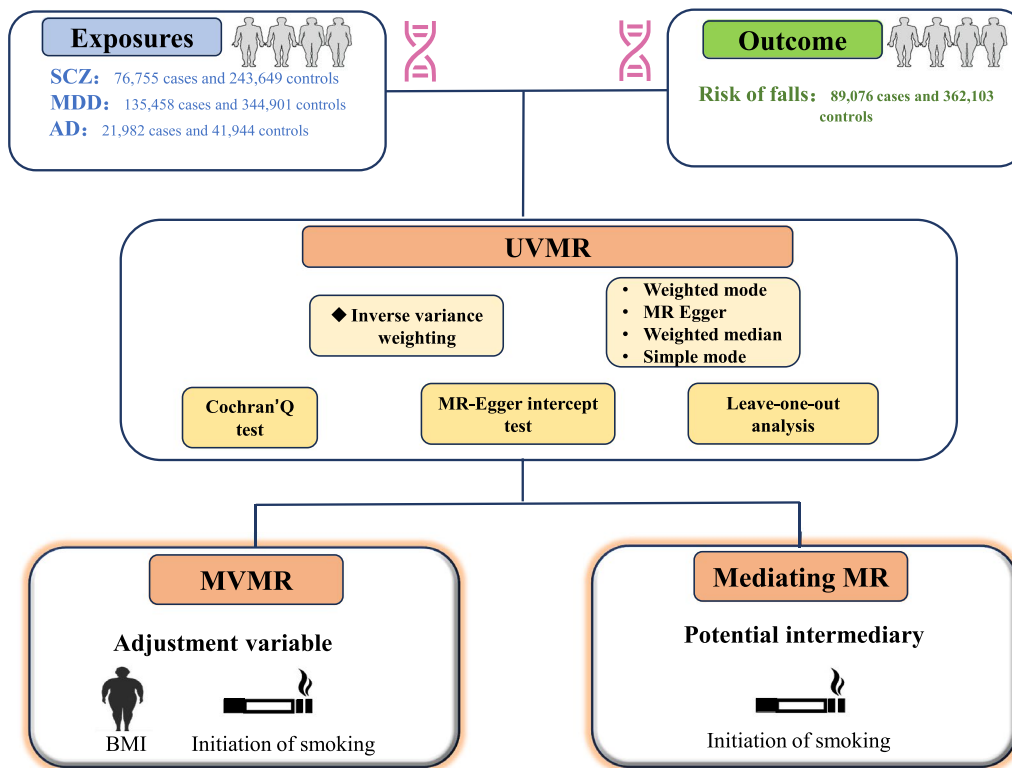 Exposures
SCZ： 76,755 cases and 243,649 controls
MDD： 135,458 cases and 344,901 controls
AD： 21,982 cases and 41,944 controls
Outcome
Risk of falls： 89,076 cases and 362,103
controls
UVMR
◆ Inverse variance
weighting
• Weighted mode
• MR Egger
• Weighted median
• Simple mode
Cochran'Q
test
MR-Egger intercept
test
Leave-one-out
analysis
MVMR
Adjustment variable
BMI
Initiation of smoking
Mediating MR
Potential intermediary
Initiation of smoking